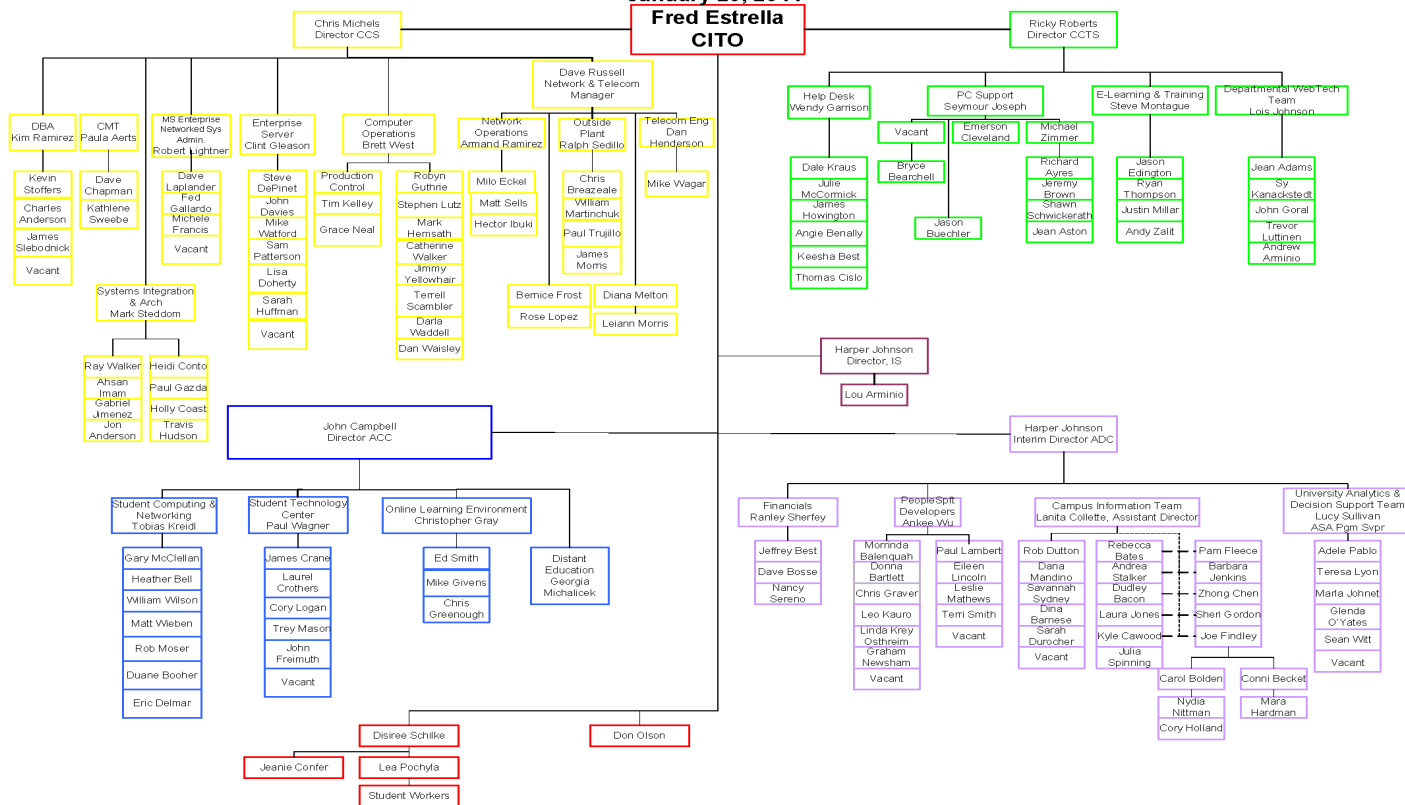 Fred Estrella
CITO
Chris Michels
Director CCS
Ricky Roberts
Director CCTS
Dave Russell
Network & Telecom
Manager
DBA
Kim Ramirez
CMT
Paula Aerts
MS Enterprise
Networked Sys
Admin.
Robert Lightner
Enterprise
Server
Clint Gleason
Computer
Operations
Brett West
Network
Operations
Armand Ramirez
Outside
Plant
Ralph Sedillo
Telecom Eng
Dan
Henderson
Kevin
Stoffers
Charles
Anderson
James
Slebodnick
Vacant
Dave
Chapman
Kathlene
Sweebe
Dave
Laplander
Fed
Gallardo
Michele
Francis
Vacant
Steve
DePinet
John
Davies
Mike
Watford
Sam
Patterson
Lisa
Doherty
Sarah
Huffman
Vacant
Production
Control
Tim Kelley
Grace Neal
Robyn
Guthrie
Stephen Lutz
Mark
Hemsath
Catherine
Walker
Jimmy
Yellowhair
Terrell
Scambler
Darla
Waddell
Dan Waisley
Milo Eckel
Matt Sells
Hector Ibuki
Chris
Breazeale
William
Martinchuk
Paul Trujillo
James
Morris
Mike Wagar
Bernice Frost
Rose Lopez
Diana Melton
Leiann Morris
Systems Integration
& Arch
Mark Steddom
Ray Walker
Ahsan
Imam
Gabriel
Jimenez
Jon
Anderson
Heidi Conto
Paul Gazda
Holly Coast
Travis
Hudson
Help Desk
Wendy Garrison
PC Support
Seymour Joseph
E-Learning & Training
Steve Montague
Departmental WebTech
Team
Lois Johnson
Dale Kraus
Julie
McCormick
James
Howington
Angie Benally
Keesha Best
Thomas Cislo
Vacant
Bryce
Bearchell
Emerson
Cleveland
Jason
Buechler
Michael
Zimmer
Richard
Ayres
Jeremy
Brown
Shawn
Schwickerath
Jean Aston
Jason
Edington
Ryan
Thompson
Justin Millar
Andy Zalit
Jean Adams
Sy
Kanackstedt
John Goral
Trevor
Luttinen
Andrew
Arminio
Harper Johnson
Director, IS
Lou Arminio
John Campbell
Director ACC
Harper Johnson
Interim Director ADC
Student Computing &
Networking
Tobias Kreidl
Student Technology
Center
Paul Wagner
Online Learning Environment
Christopher Gray
Distant
Education
Georgia
Michalicek
Gary McClellan
Heather Bell
William Wilson
Matt Wieben
Rob Moser
Duane Booher
Eric Delmar
James Crane
Laurel
Crothers
Cory Logan
Trey Mason
John
Freimuth
Vacant
Ed Smith
Mike Givens
Chris
Greenough
Financials
Ranley Sherfey
PeopleSpft
Developers
Ankee Wu
Campus Information Team
Lanita Collette, Assistant Director
University Analytics &
Decision Support Team
Lucy Sullivan
ASA Pgm Svpr
Jeffrey Best
Dave Bosse
Nancy
Sereno
Mornnda
Balenquah
Donna
Bartlett
Chris Graver
Leo Kauro
Linda Krey
Osthreim
Graham
Newsham
Vacant
Paul Lambert
Eileen
Lincoln
Leslie
Mathews
Terri Smith
Vacant
Rob Dutton
Dana
Mandino
Savannah
Sydney
Dina
Barnese
Sarah
Durocher
Vacant
Rebecca
Bates
Andrea
Stalker
Dudley
Bacon
Laura Jones
Kyle Cawood
Julia
Spinning
Pam Fleece
Barbara
Jenkins
Zhong Chen
Sheri Gordon
Joe Findley
Carol Bolden
Nydia
Nittman
Cory Holland
Conni Becket
Mara
Hardman
Adele Pablo
Teresa Lyon
Marla Johnet
Glenda
O'Yates
Sean Witt
Vacant
Disiree Schilke
Don Olson
Jeanie Confer
Lea Pochyla
Student Workers